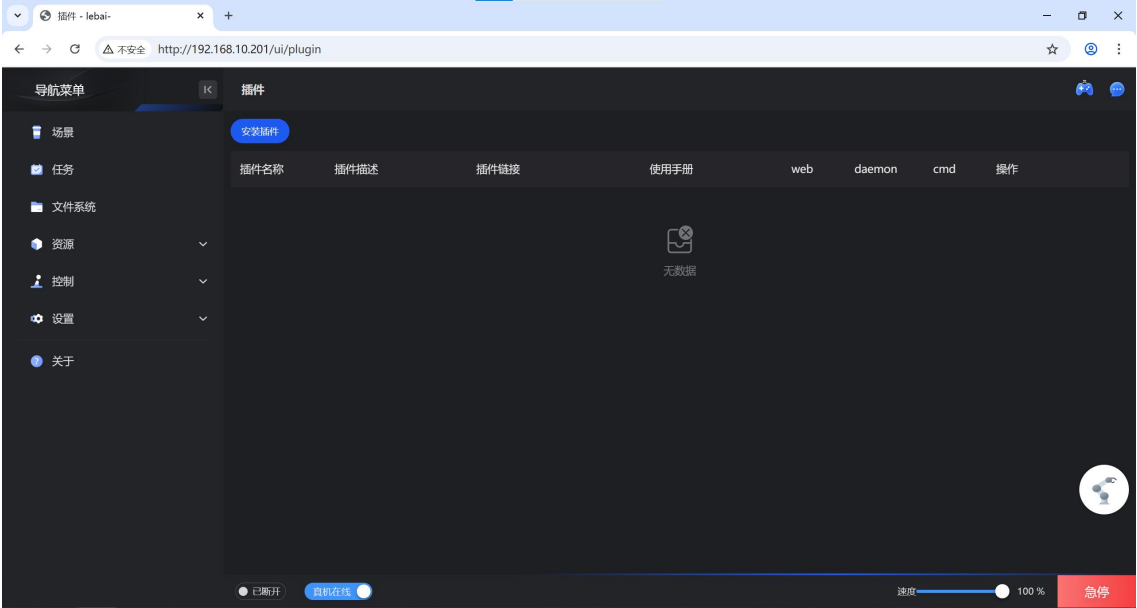 插件 - lebai-
不安全 http://192.168.10.201/ui/plugin
导航菜单
插件
场景
任务
文件系统
资源
控制
设置
关于
安装插件
插件名称 插件描述 插件链接 使用手册 web daemon cmd 操作
无数据
已断开 真机在线 速度 100 % 急停